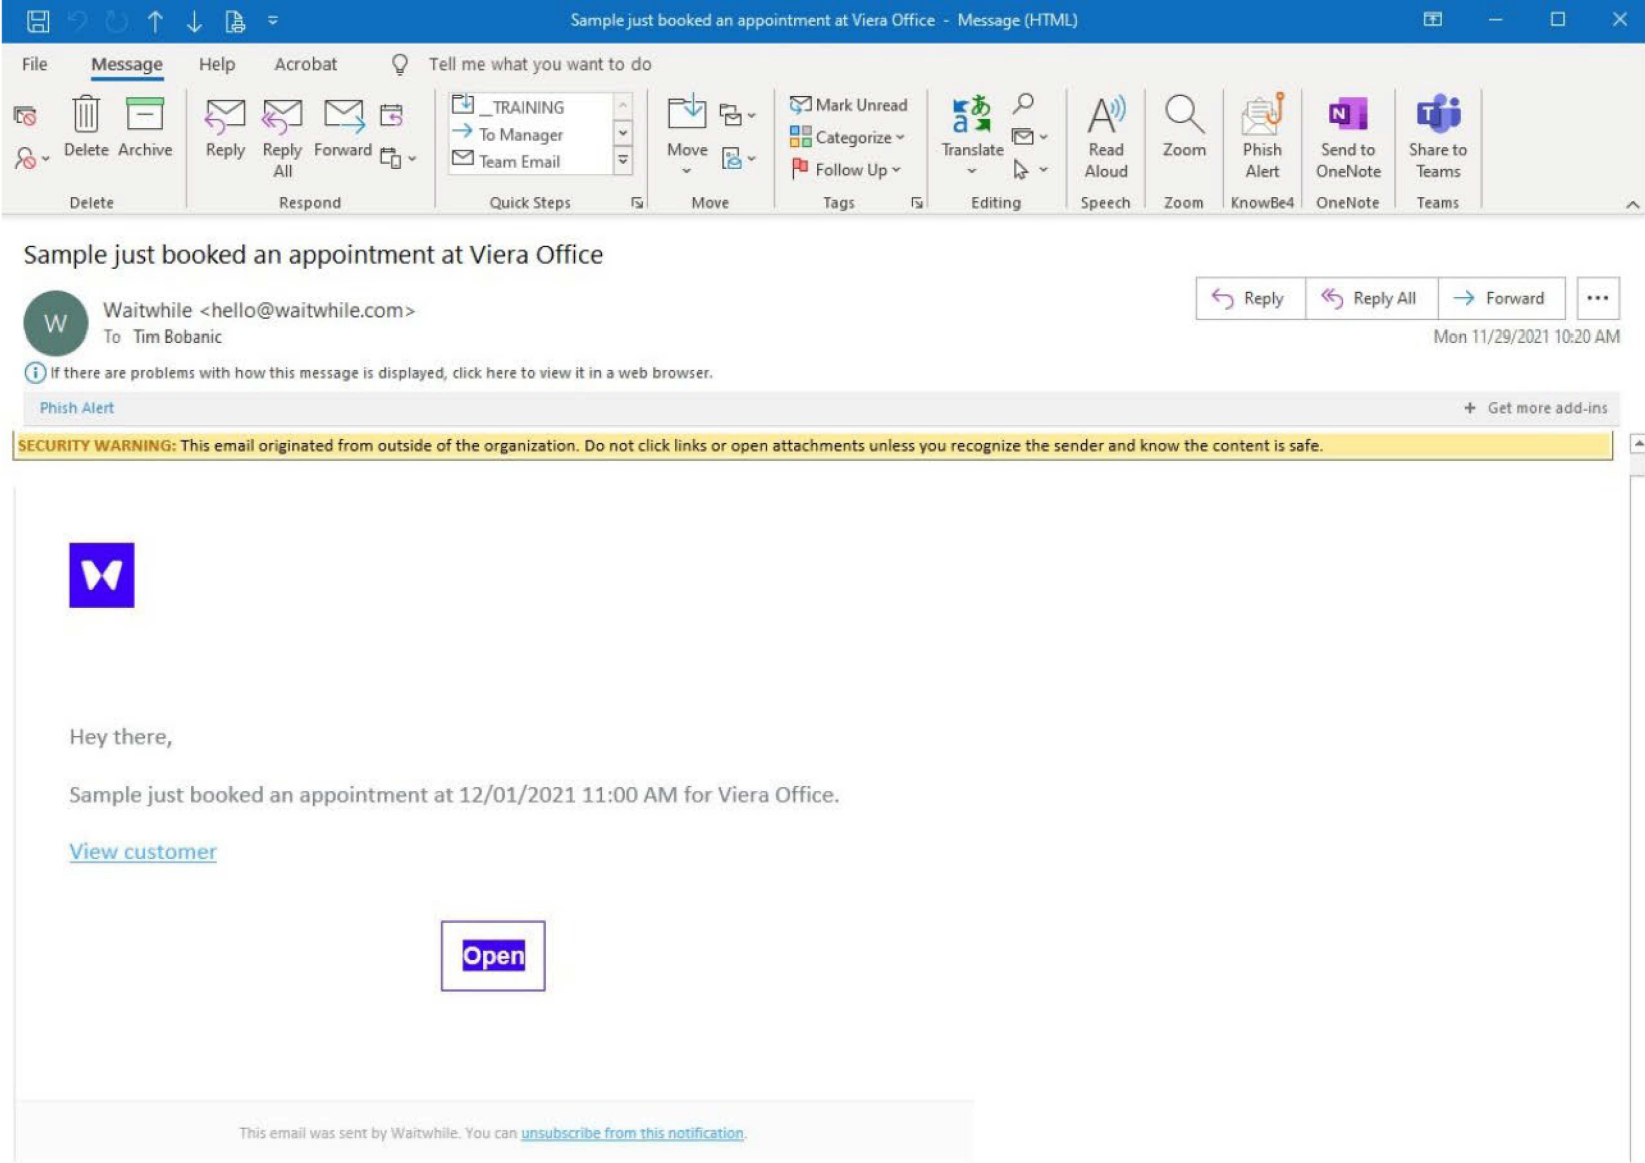 Sample just booked an appointment at Viera Office - Message (HTML)
File Message Help Acrobat Tell me what you want to do
Delete Archive Reply Reply All Forward
_TRAINING
To Manager
Team Email
Move
Mark Unread
Categorize
Follow Up
Translate
Read Aloud
Zoom
Phish Alert
Send to OneNote
Share to Teams
Delete Respond Quick Steps Move Tags Editing Speech Zoom KnowBe4 OneNote Teams
Sample just booked an appointment at Viera Office
W
Waitwhile <hello@waitwhile.com>
To Tim Bobanic
Reply Reply All Forward ...
Mon 11/29/2021 10:20 AM
If there are problems with how this message is displayed, click here to view it in a web browser.
Phish Alert + Get more add-ins
SECURITY WARNING: This email originated from outside of the organization. Do not click links or open attachments unless you recognize the sender and know the content is safe.
Hey there,
Sample just booked an appointment at 12/01/2021 11:00 AM for Viera Office.
View customer
Open
This email was sent by Waitwhile. You can unsubscribe from this notification.